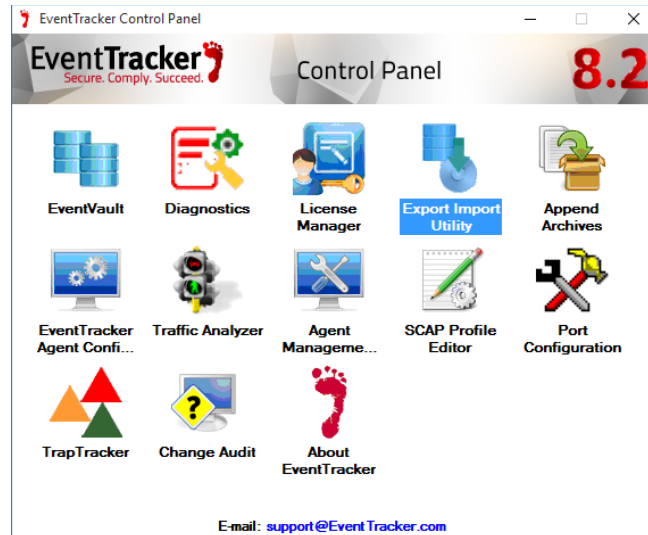 EventTracker Control Panel
EventTracker
Secure. Comply. Succeed.
Control Panel
8.2
EventVault
Diagnostics
License
Manager
Export Import
Utility
Append
Archives
EventTracker
Agent Confi...
Traffic Analyzer
Agent
Manageme...
SCAP Profile
Editor
Port
Configuration
TrapTracker
?
Change Audit
About
EventTracker
E-mail: support@EventTracker.com